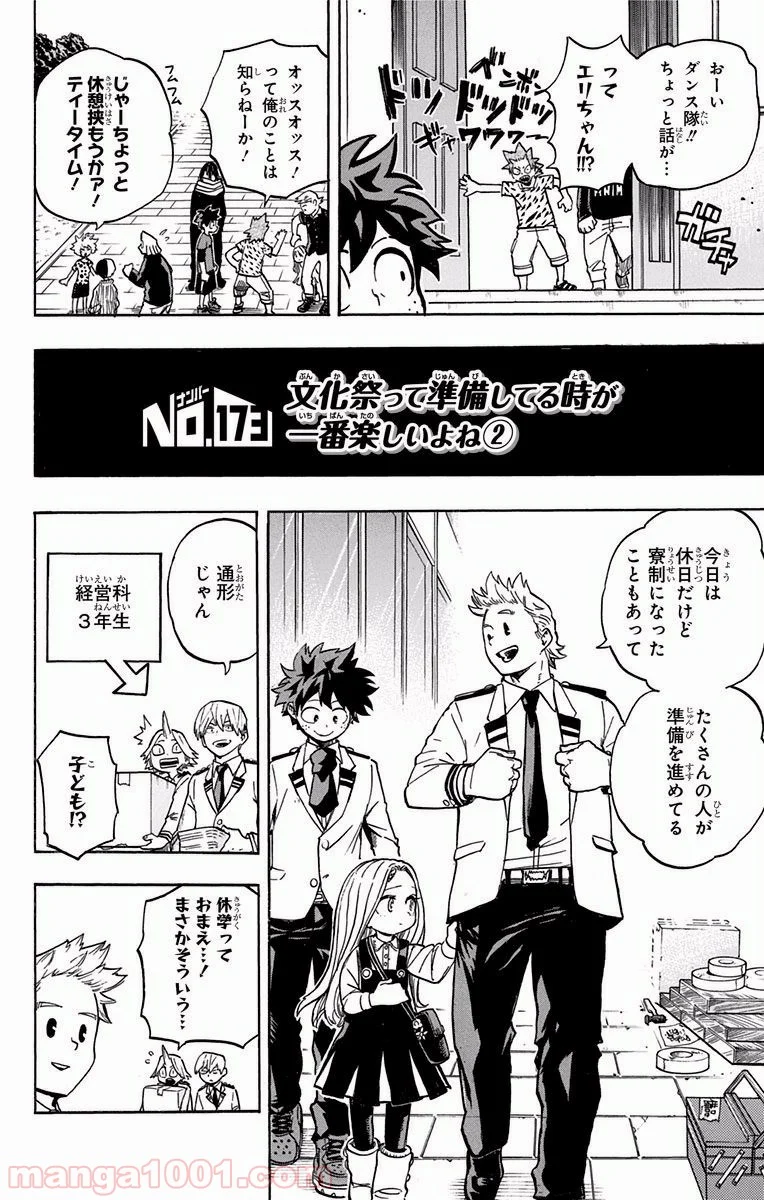 おーい
ダンス隊!!
ちょっと話が…
って
エリちゃん!!?
ベンボン
ドッ ドッドッ
ギャワワワー
ガチャ
オッスオッス!
って俺のことは
知らねーか!
フムフム
じゃーちょっと
休憩挟もうかァ!
ティータイム!
ナンバー
No.173
文化祭って準備してる時が
一番楽しいよね②
今日は
休日だけど
寮制になった
こともあって
たくさんの人が
準備を進めてる
通形
じゃん
経営科
3年生
子ども!?
休学って
おまえ…!
まさかそういう…
manga1001.com